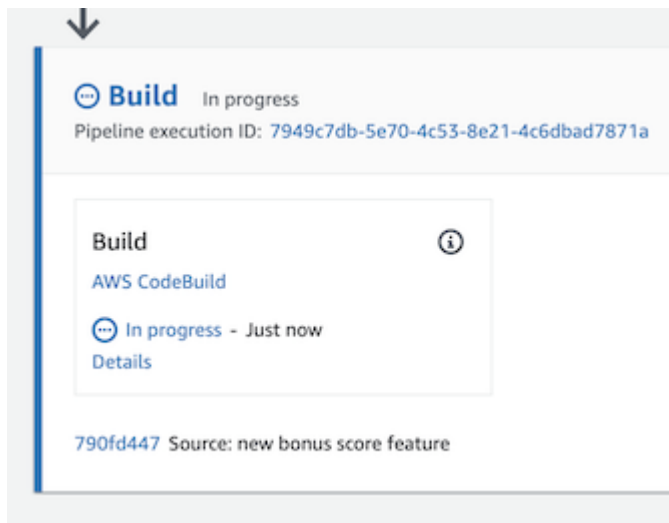 Build In progress
Pipeline execution ID: 7949c7db-5e70-4c53-8e21-4c6dbad7871a
Build
AWS CodeBuild
In progress - Just now
Details
790fd447 Source: new bonus score feature